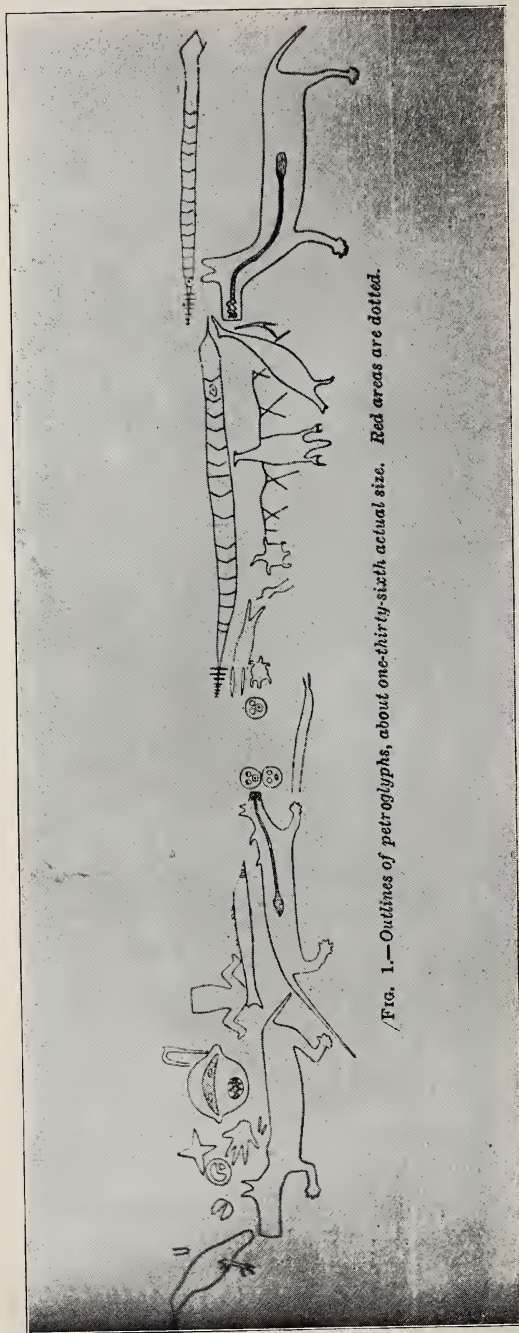 /FIG. 1.—Outlines of petroglyphs, about one-thirty-sixth actual size. Red areas are dotted.